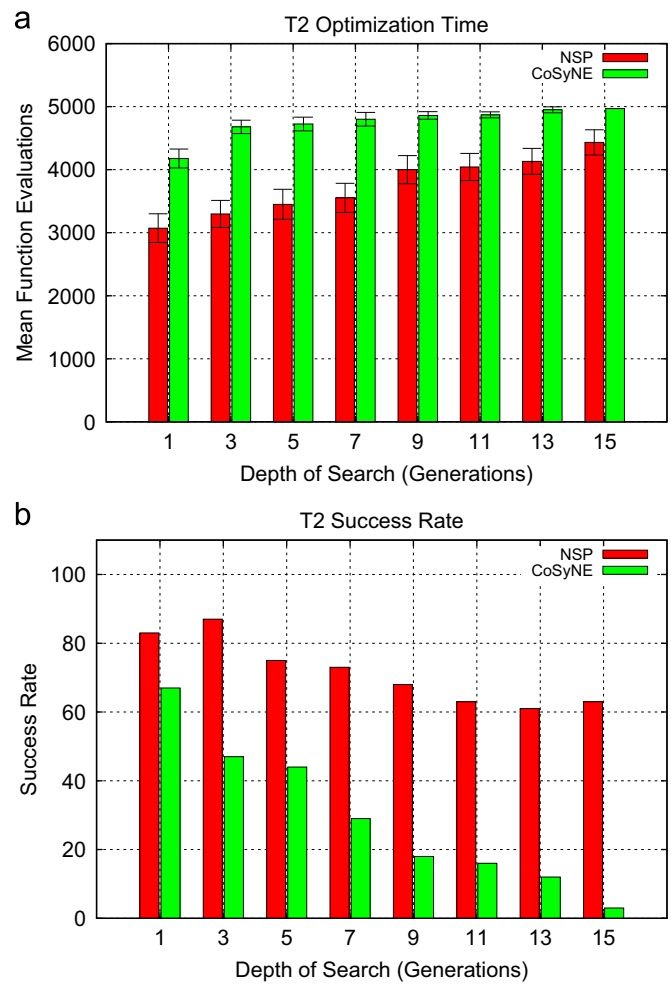 a
T2 Optimization Time
6000
5000
4000
3000
2000
1000
0
Mean Function Evaluations
NSP
CoSyNE
1 3 5 7 9 11 13 15
Depth of Search (Generations)
b
T2 Success Rate
100
80
60
40
20
0
Success Rate
NSP
CoSyNE
1 3 5 7 9 11 13 15
Depth of Search (Generations)